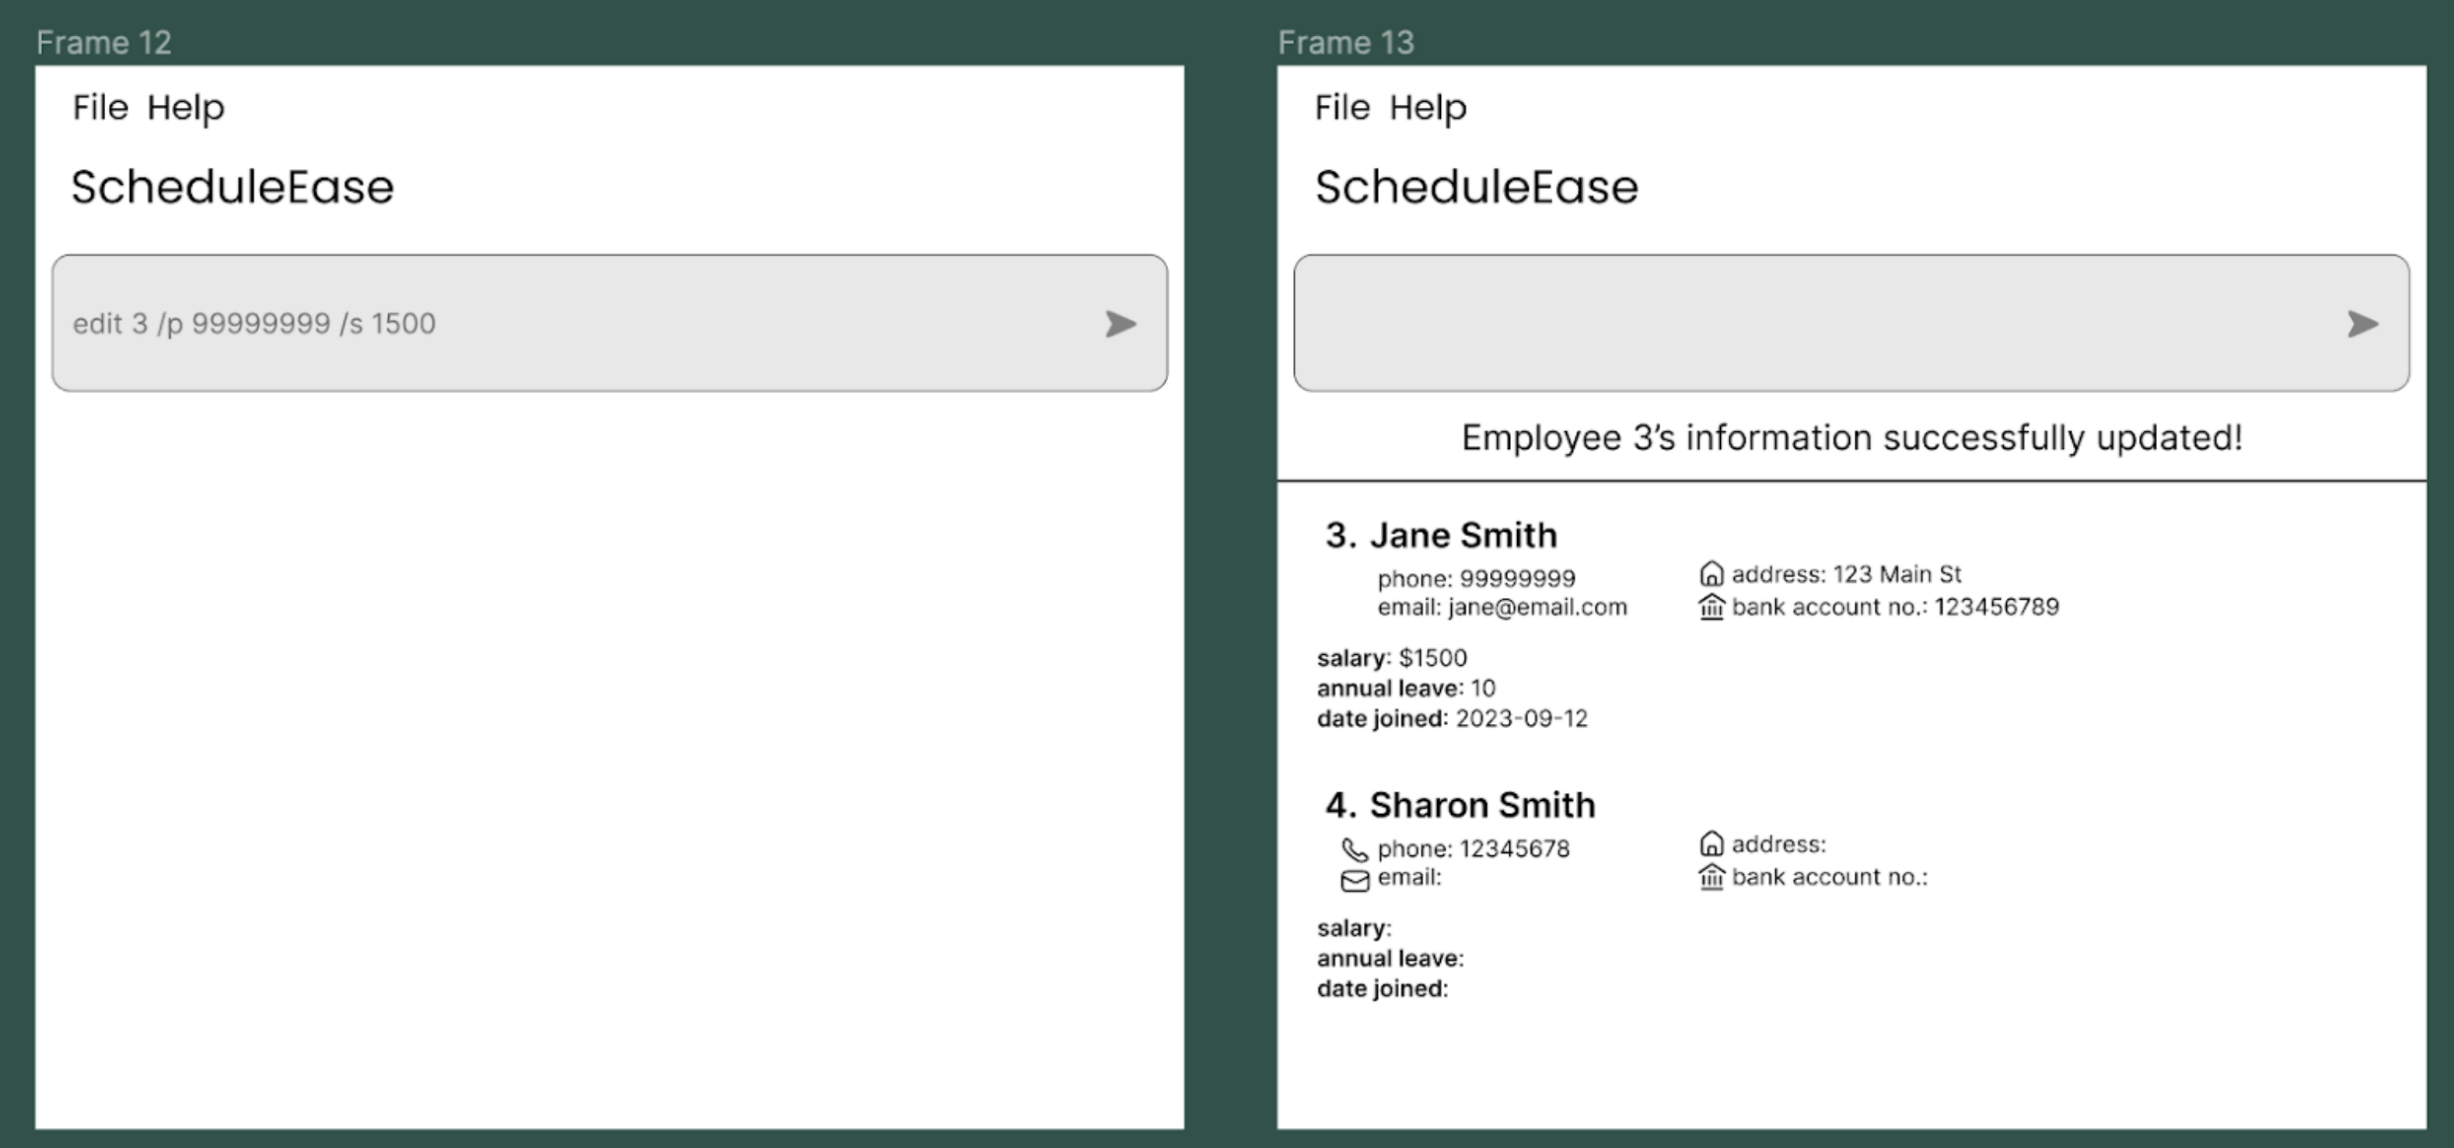 Frame 12
File Help
ScheduleEase
edit 3 /p 99999999 /s 1500
Frame 13
File Help
ScheduleEase
Employee 3’s information successfully updated!
3. Jane Smith
phone: 99999999
email: jane@email.com
address: 123 Main St
bank account no.: 123456789
salary: $1500
annual leave: 10
date joined: 2023-09-12
4. Sharon Smith
phone: 12345678
email:
address:
bank account no.:
salary:
annual leave:
date joined: